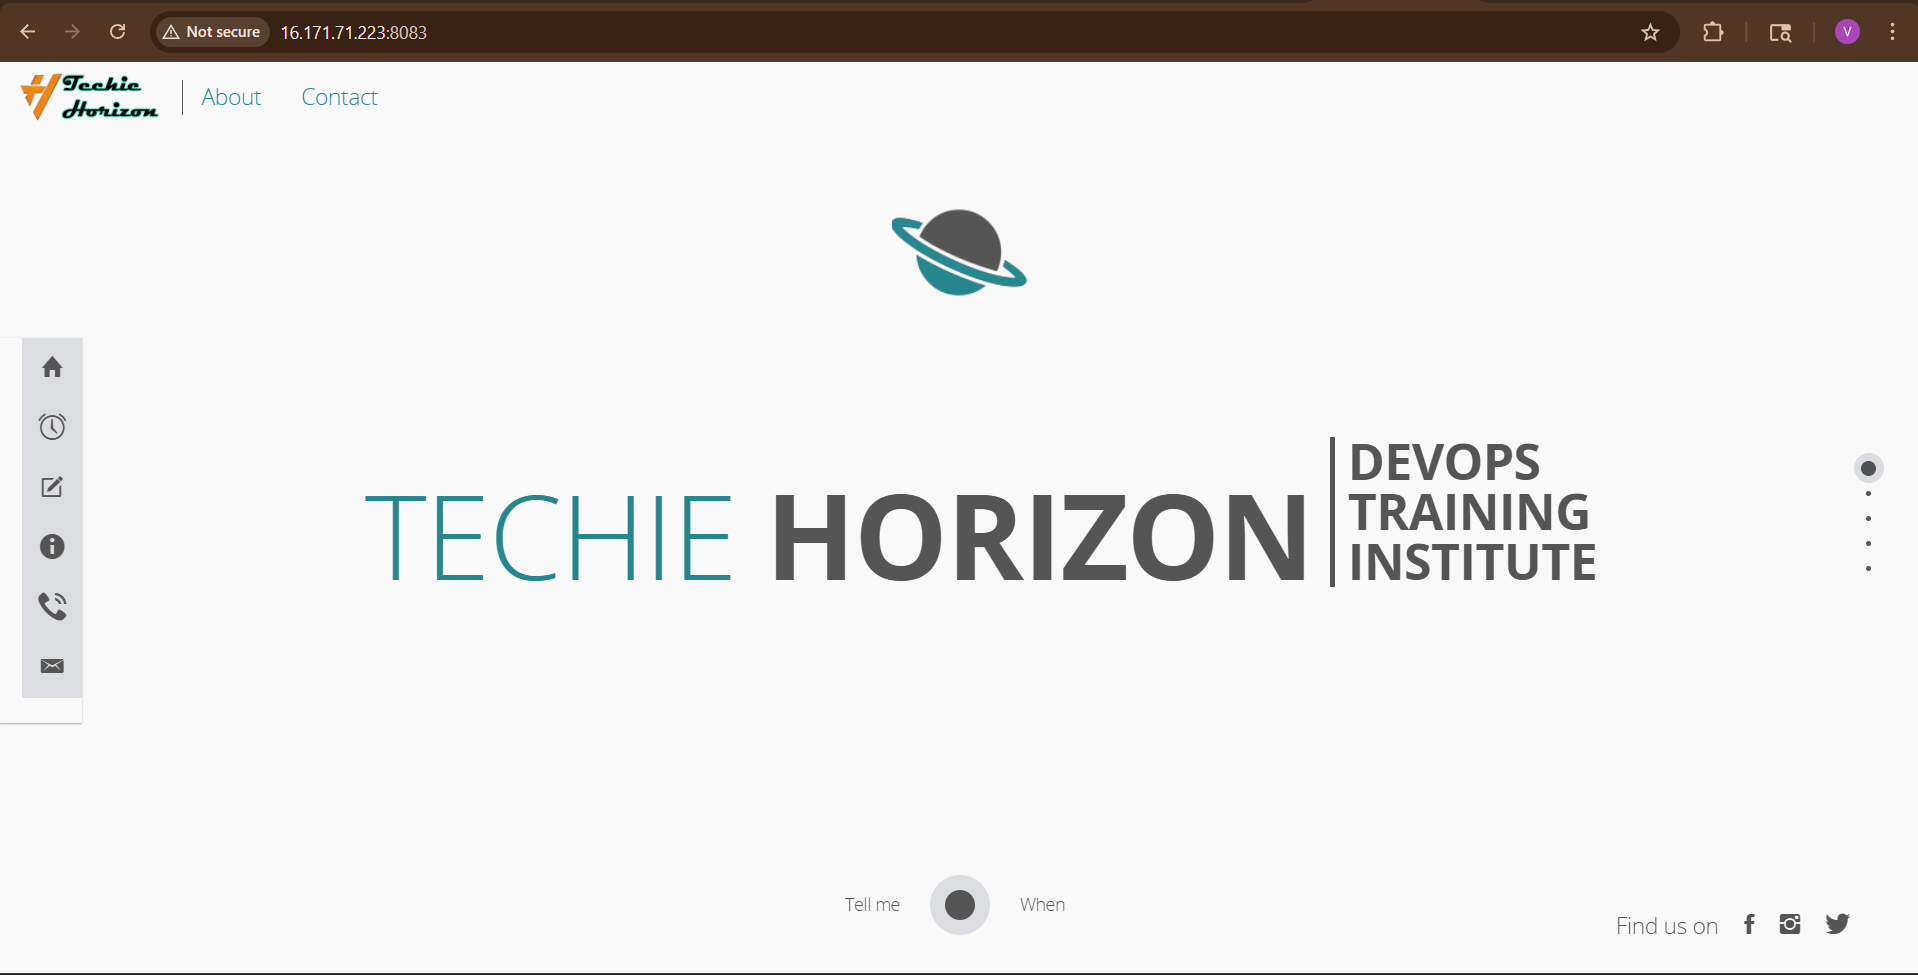 Not secure
16.171.71.223:8083
V
Techie
Horizon
About
Contact
TECHIE HORIZON
DEVOPS
TRAINING
INSTITUTE
Tell me
When
Find us on